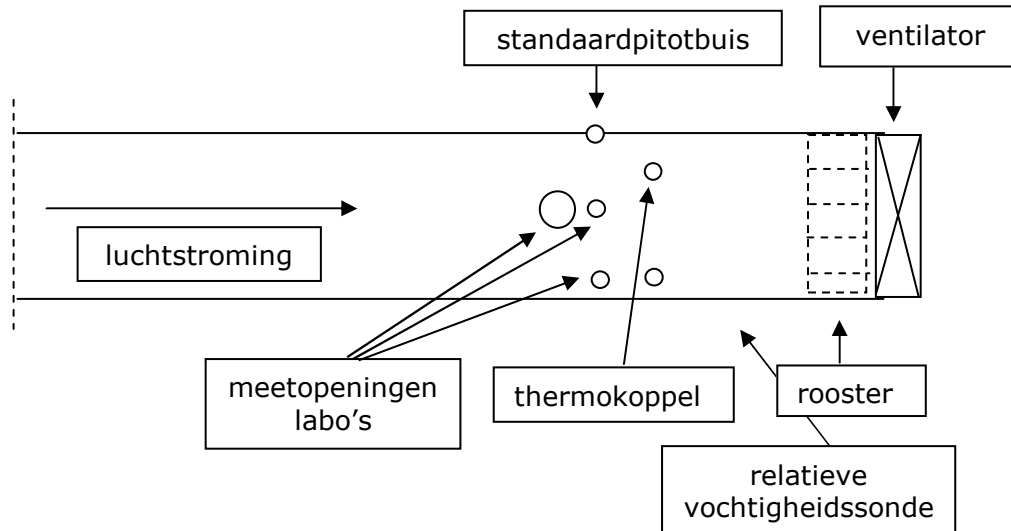 standaardpitotbuis
ventilator
luchtstroming
meetopeningen
labo's
thermokoppel
rooster
relatieve
vochtigheidssonde